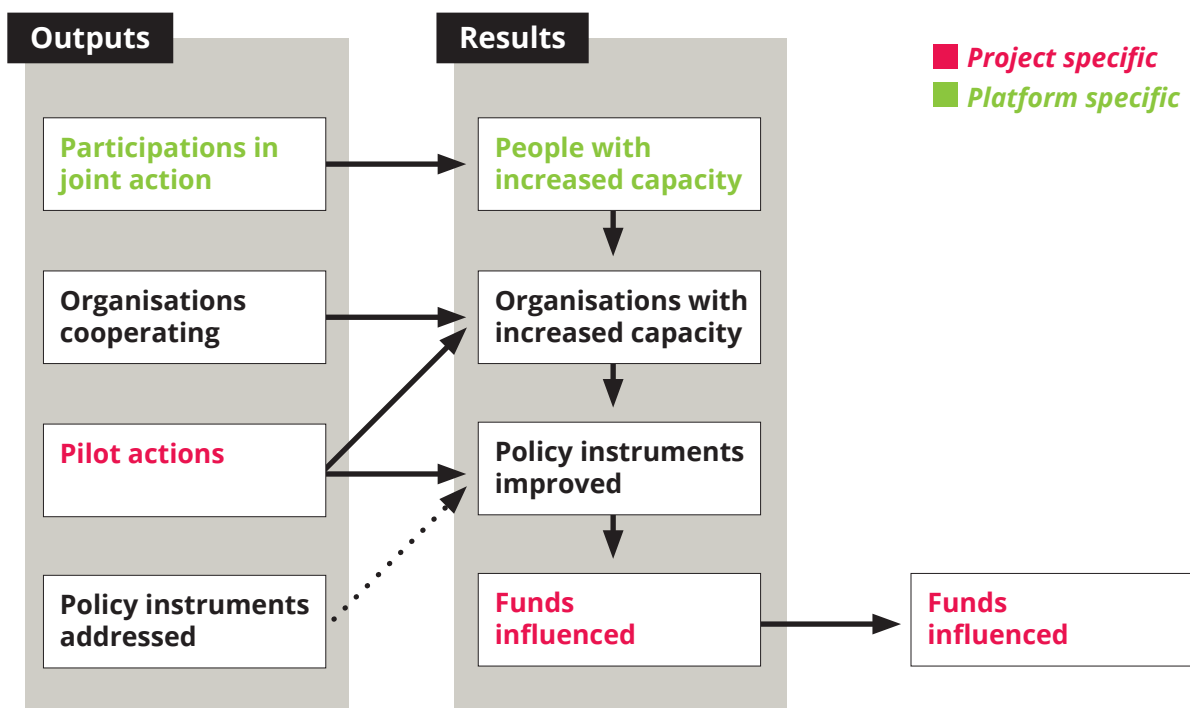 Outputs
Results
Project specific
Platform specific
Participations in
joint action
People with
increased capacity
Organisations
cooperating
Organisations with
increased capacity
Pilot actions
Policy instruments
improved
Policy instruments
addressed
Funds
influenced
Funds
influenced